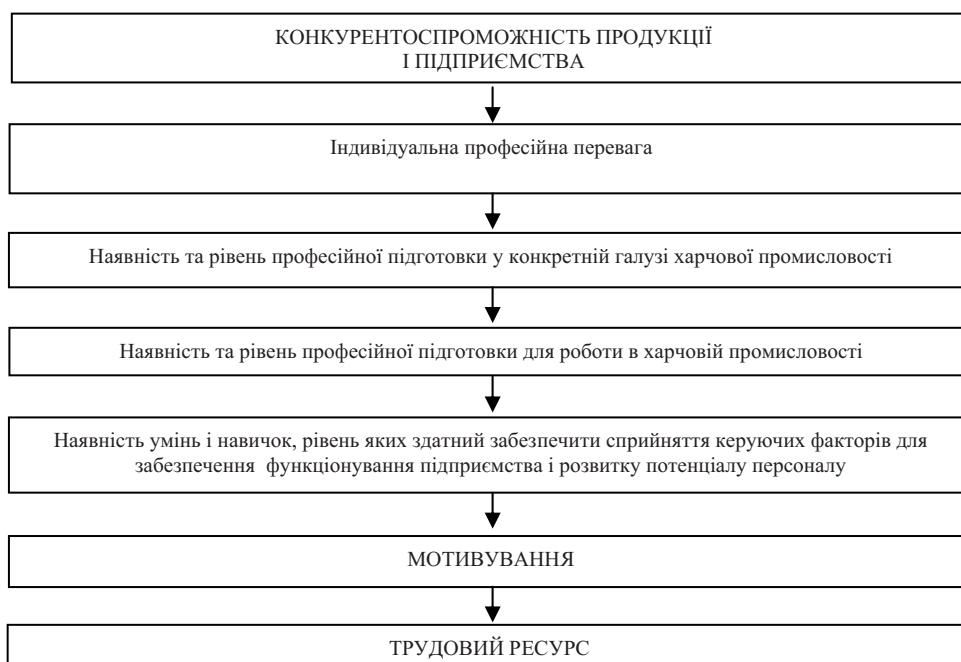 КОНКУРЕНТОСПРОМОЖНІСТЬ ПРОДУКЦІЇ
І ПІДПРИЄМСТВА
Індивідуальна професійна перевага
Наявність та рівень професійної підготовки у конкретній галузі харчової промисловості
Наявність та рівень професійної підготовки для роботи в харчовій промисловості
Наявність умінь і навичок, рівень яких здатний забезпечити сприйняття керуючих факторів для
забезпечення функціонування підприємства і розвитку потенціалу персоналу
МОТИВУВАННЯ
ТРУДОВИЙ РЕСУРС